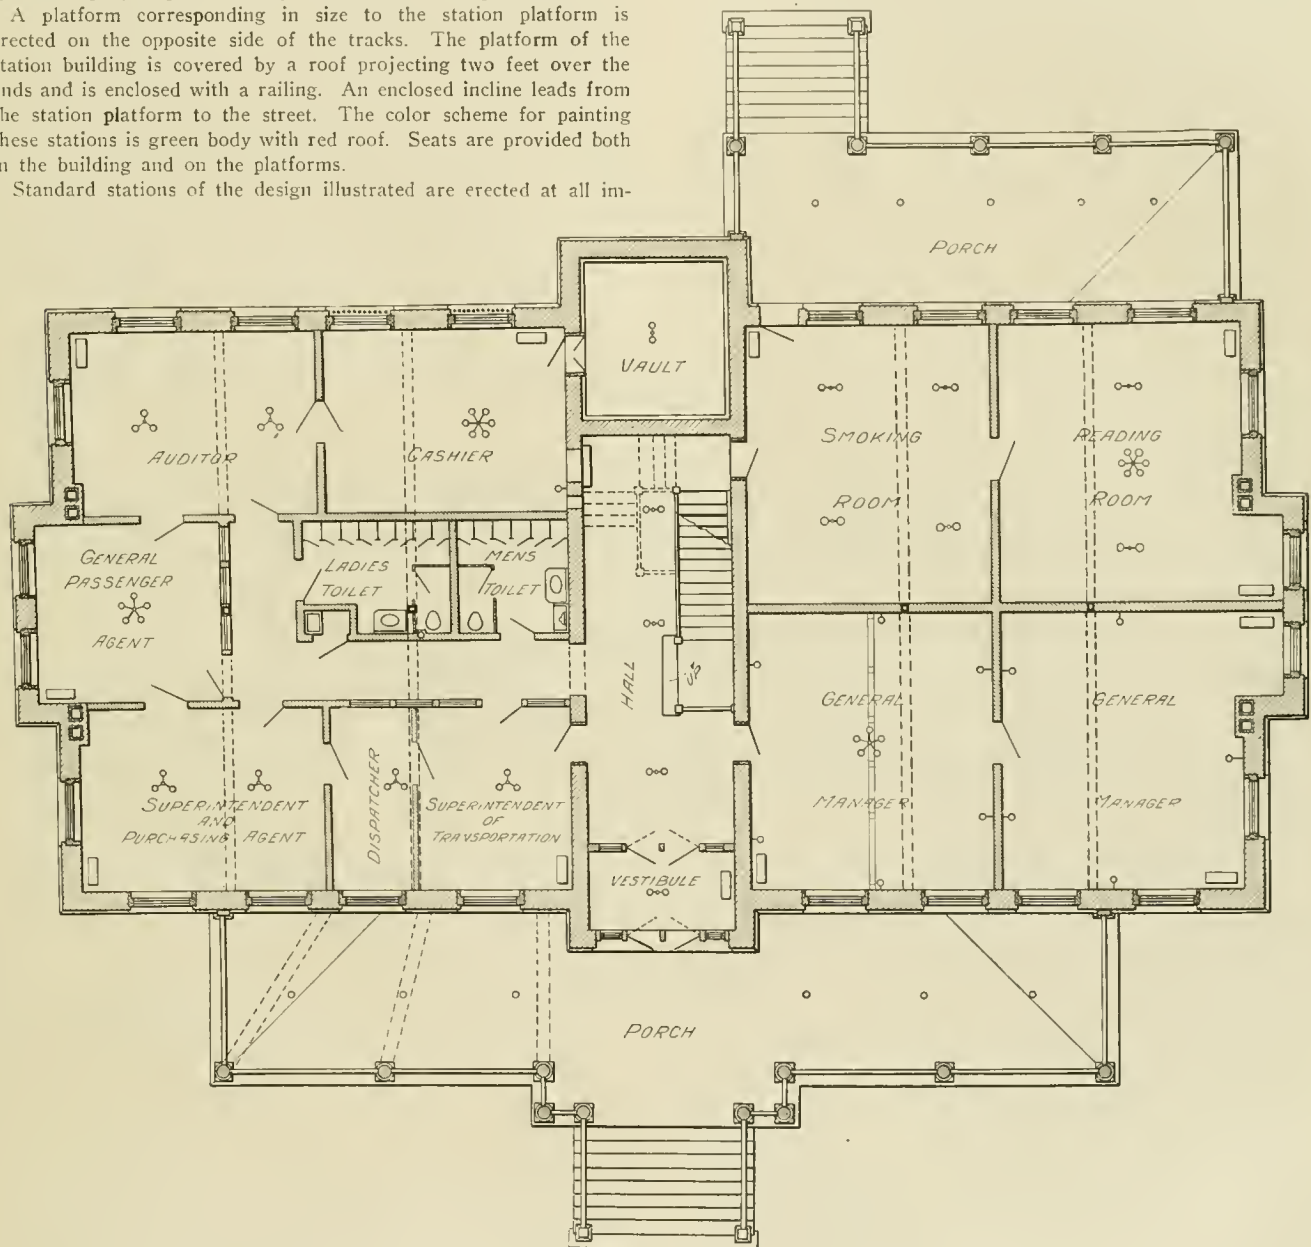 A platform corresponding in size to the station platform is
rected on the opposite side of the tracks. The platform of the
tation building is covered by a roof projecting two feet over the
nds and is enclosed with a railing. An enclosed incline leads from
he station platform to the street. The color scheme for painting
hese stations is green body with red roof. Seats are provided both
n the building and on the platforms.
Standard stations of the design illustrated are erected at all im-
PORCH
VAULT
AUDITOR
CASHIER
SMOKING
ROOM
READING
ROOM
GENERAL
PASSENGER
AGENT
LADIES
TOILET
MENS
TOILET
HALL
UP
GENERAL
MANAGER
GENERAL
MANAGER
SUPERINTENDENT
AND
PURCHASING AGENT
DISPATCHER
SUPERINTENDENT
OF
TRANSPORTATION
VESTIBULE
PORCH